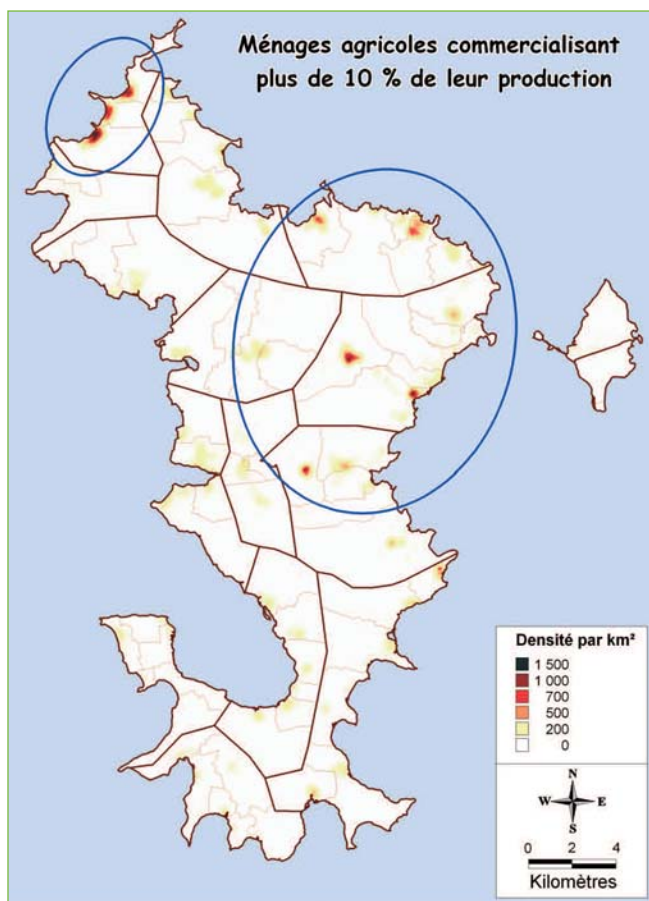 Ménages agricoles commercialisant
plus de 10 % de leur production
Densité par km²
1 500
1 000
700
500
200
0
N
W E
S
0 2 4
Kilomètres